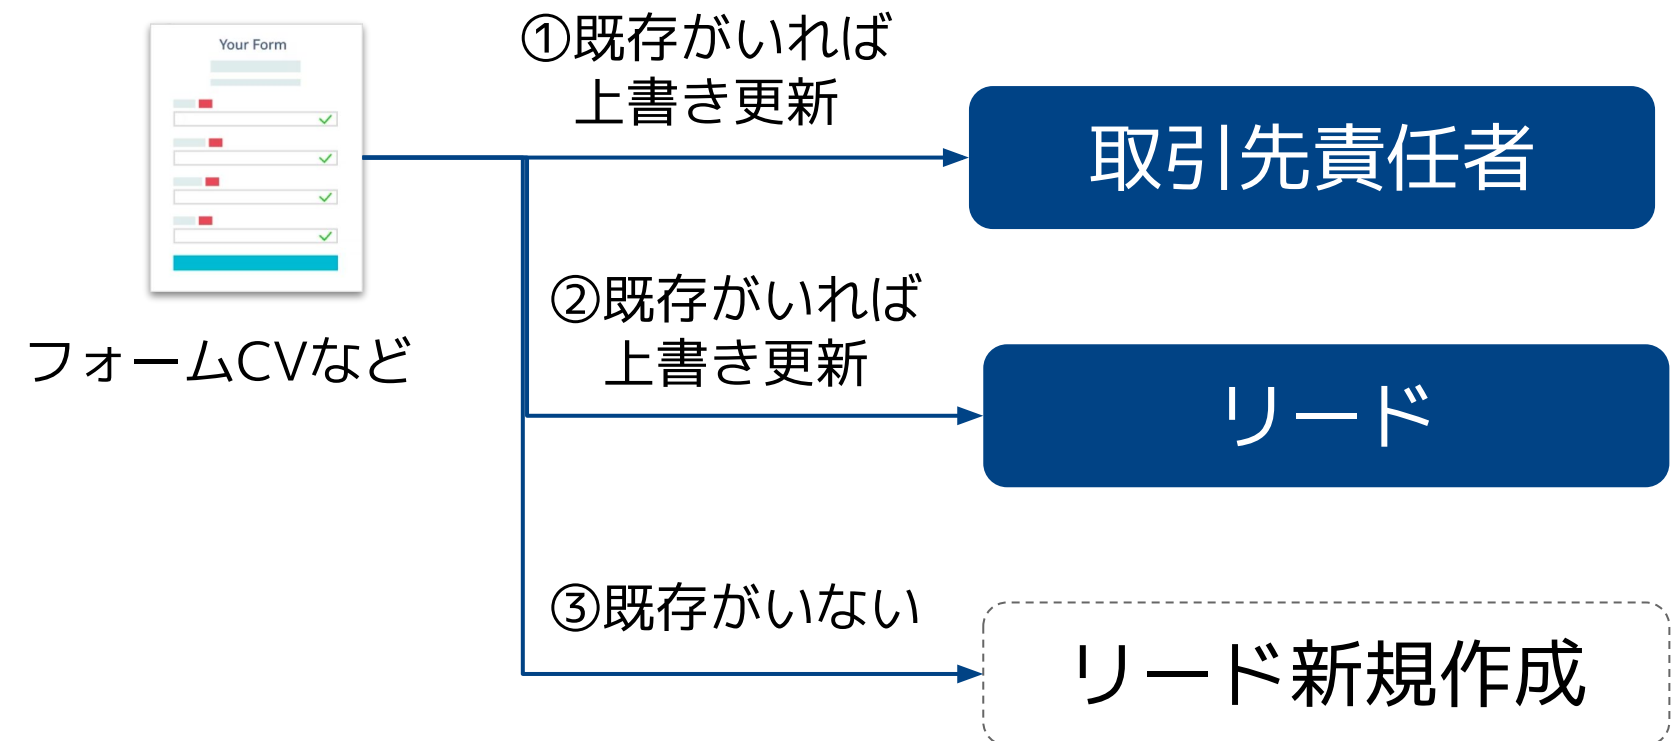 Your Form
フォームCVなど
①既存がいれば
上書き更新
取引先責任者
②既存がいれば
上書き更新
リード
③既存がいない
リード新規作成